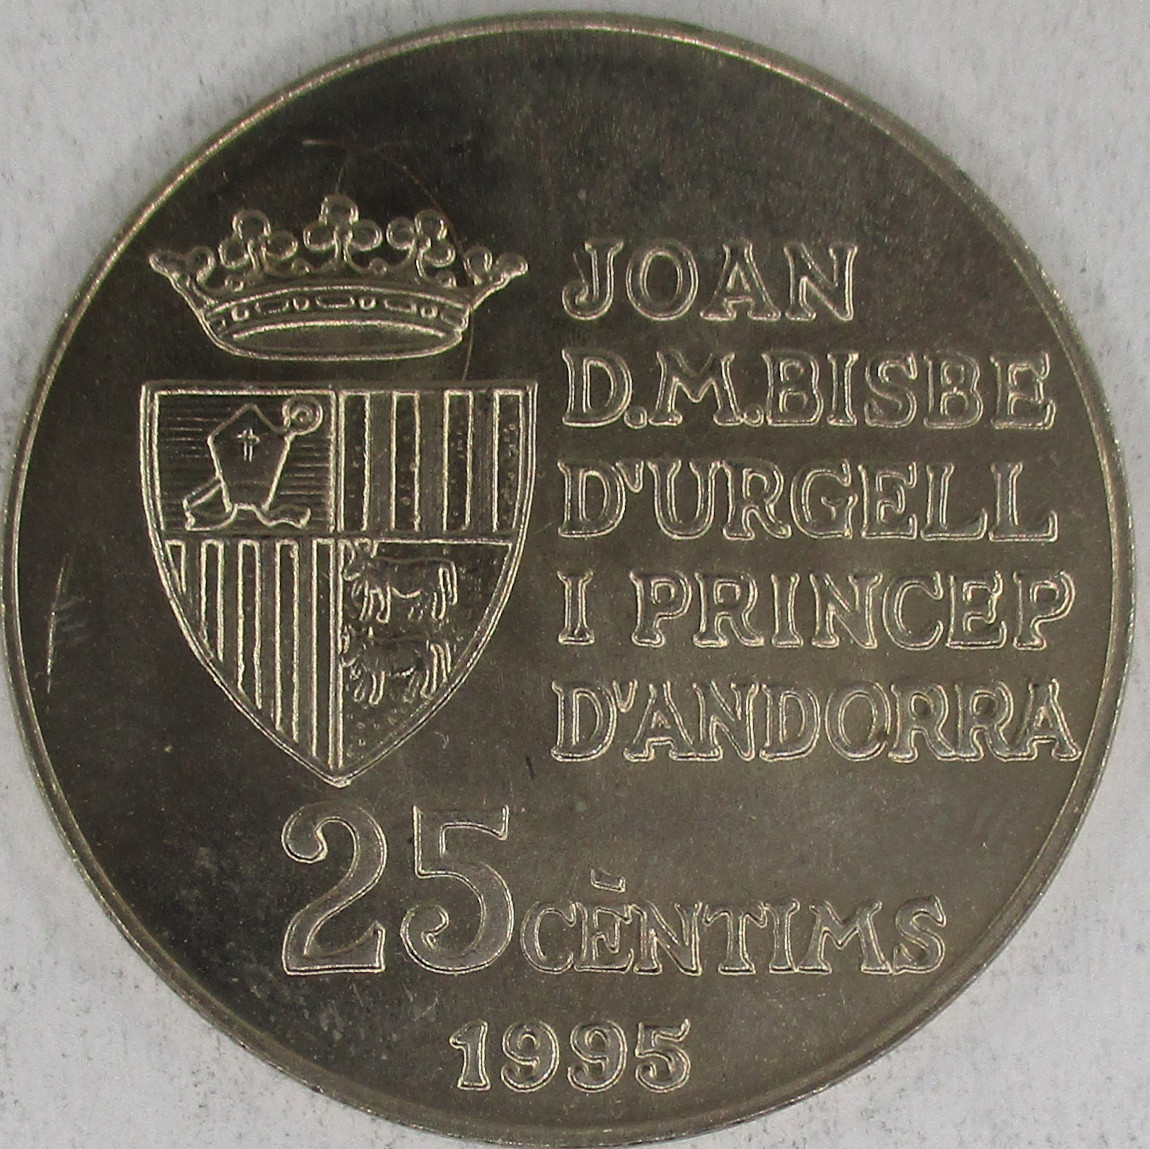 JOAN
D.M.BISBE
D'URGELL
I PRINCEP
D'ANDORRA
25 CÈNTIMS
1995